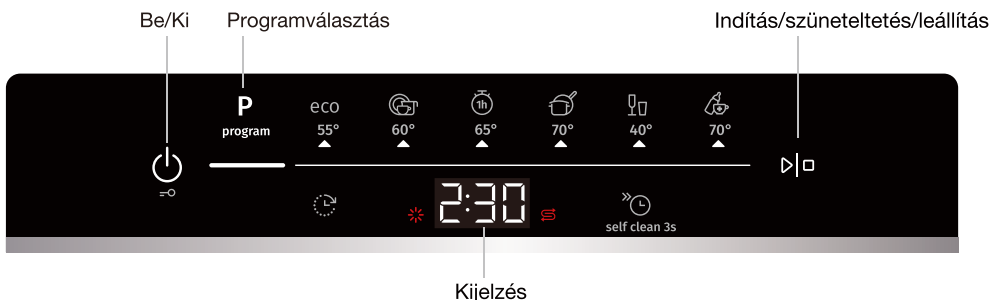 Be/Ki
Programválasztás
Indítás/szüneteltetés/leállítás
P
program
eco
1h
55°
60°
65°
70°
40°
70°
2:30
self clean 3s
Kijelzés